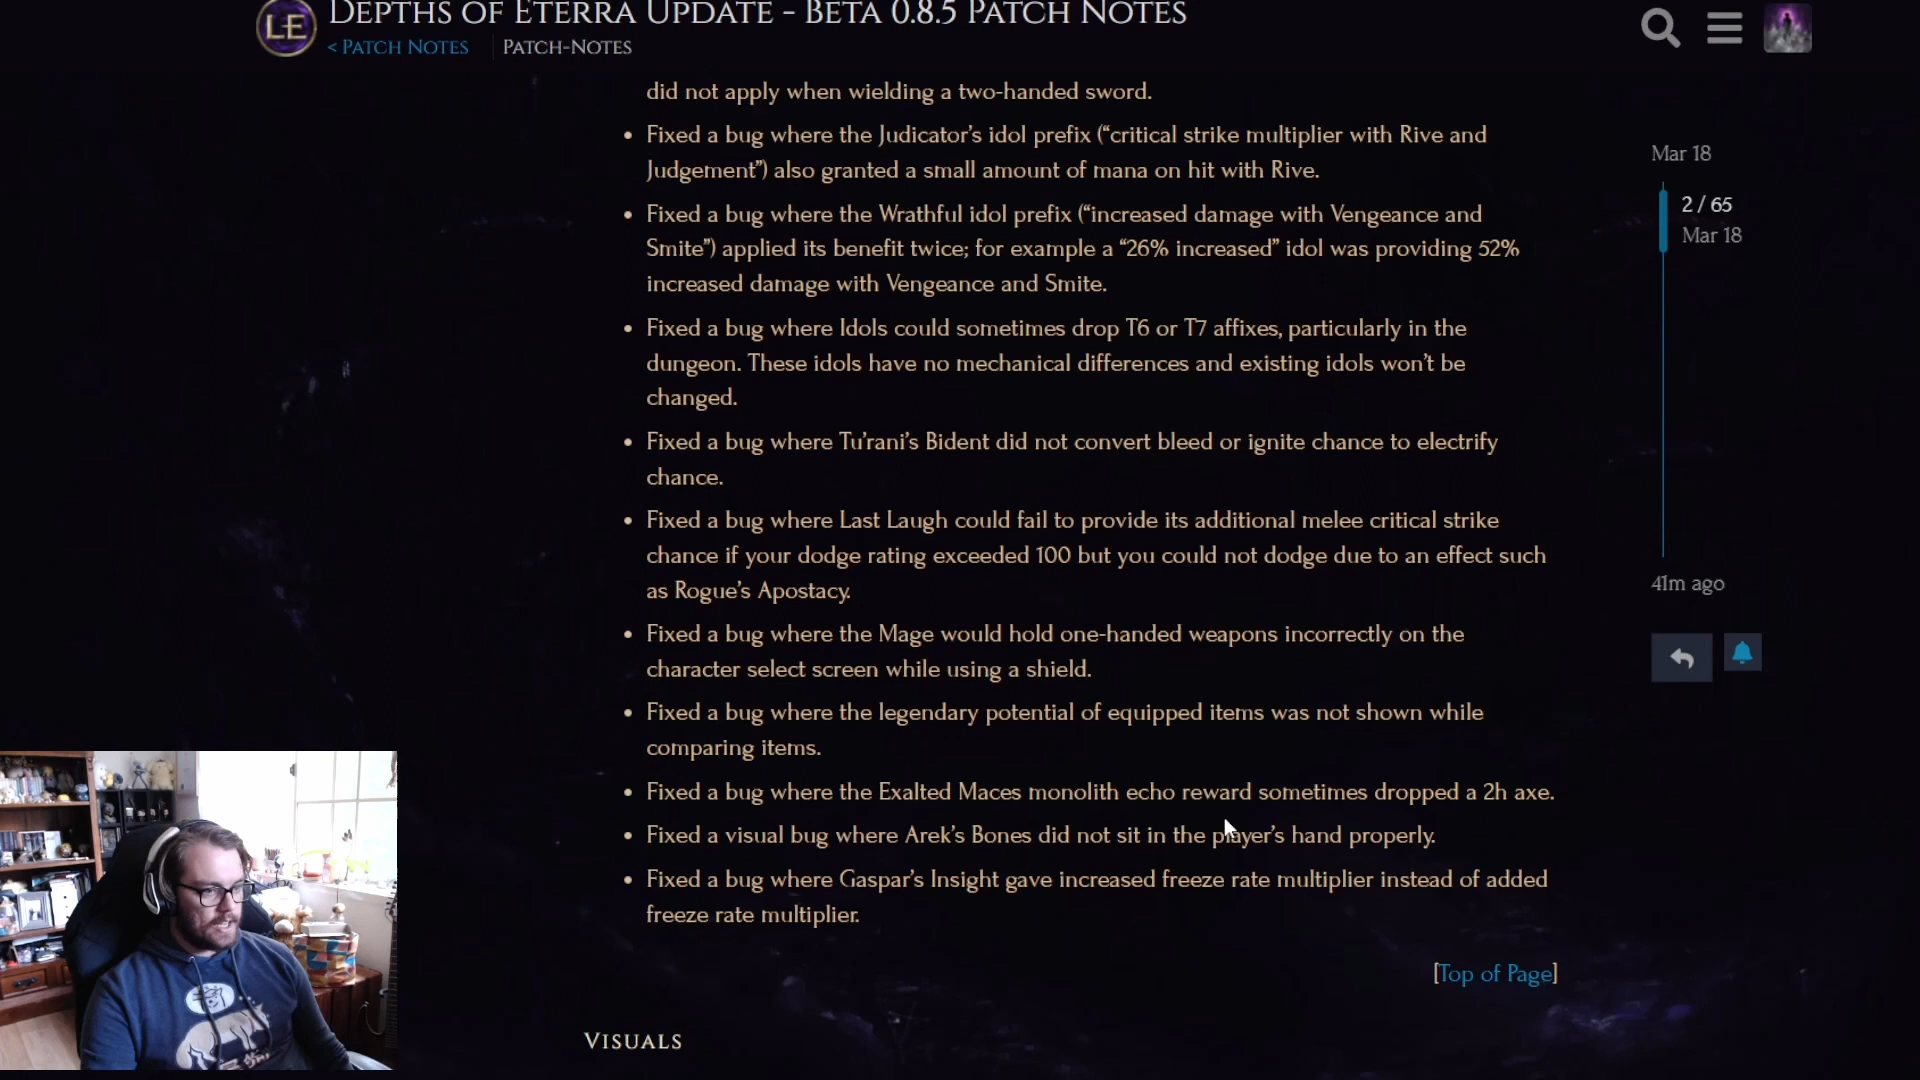 LE
Depths of Eterra Update - Beta 0.8.5 Patch Notes
< Patch Notes
Patch-Notes
did not apply when wielding a two-handed sword.
• Fixed a bug where the Judicator's idol prefix (“critical strike multiplier with Rive and
Judgement”) also granted a small amount of mana on hit with Rive.
• Fixed a bug where the Wrathful idol prefix (“increased damage with Vengeance and
Smite”) applied its benefit twice; for example a “26% increased” idol was providing 52%
increased damage with Vengeance and Smite.
• Fixed a bug where Idols could sometimes drop T6 or T7 affixes, particularly in the
dungeon. These idols have no mechanical differences and existing idols won't be
changed.
• Fixed a bug where Tu'rani's Bident did not convert bleed or ignite chance to electrify
chance.
• Fixed a bug where Last Laugh could fail to provide its additional melee critical strike
chance if your dodge rating exceeded 100 but you could not dodge due to an effect such
as Rogue's Apostacy.
• Fixed a bug where the Mage would hold one-handed weapons incorrectly on the
character select screen while using a shield.
• Fixed a bug where the legendary potential of equipped items was not shown while
comparing items.
• Fixed a bug where the Exalted Maces monolith echo reward sometimes dropped a 2h axe.
• Fixed a visual bug where Arek's Bones did not sit in the player's hand properly.
• Fixed a bug where Gaspar's Insight gave increased freeze rate multiplier instead of added
freeze rate multiplier.
[Top of Page]
Visuals
Mar 18
2 / 65
Mar 18
41m ago